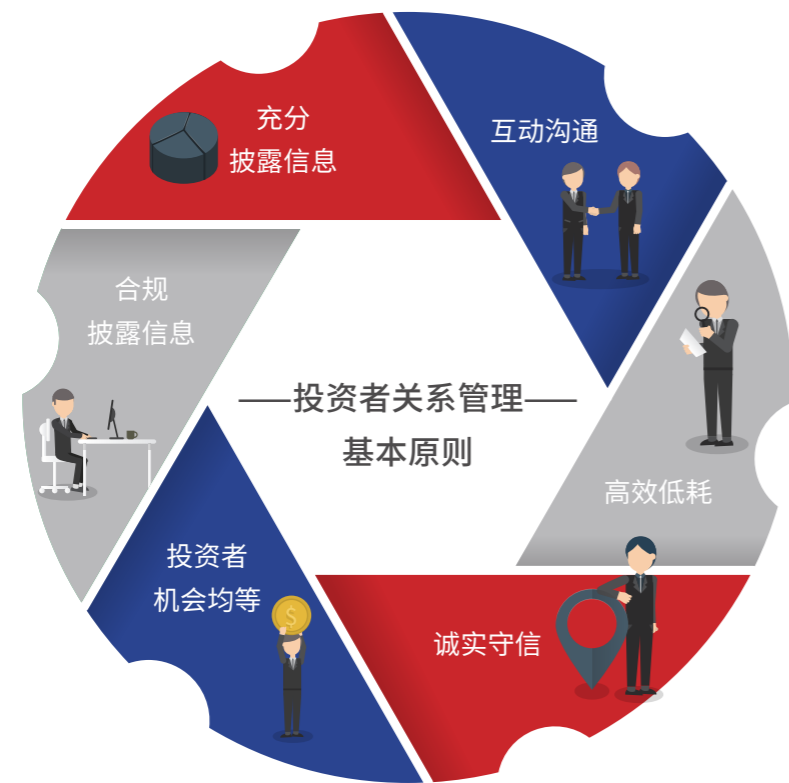 充分
披露信息
互动沟通
合规
披露信息
——投资者关系管理——
基本原则
高效低耗
投资者
机会均等
诚实守信
$